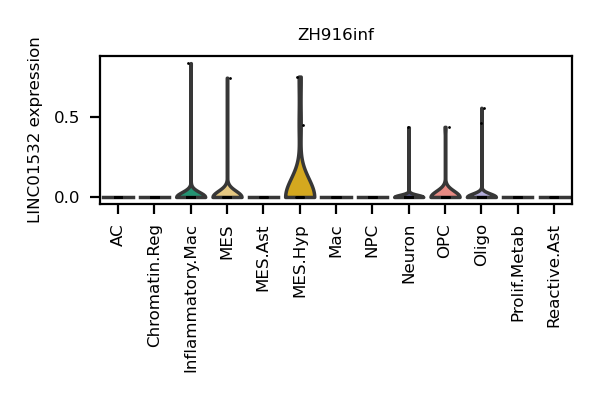 ZH916inf
LINC01532 expression
0.5
0.0
AC
Chromatin.Reg
Inflammatory.Mac
MES
MES.Ast
MES.Hyp
Mac
NPC
Neuron
OPC
Oligo
Prolif.Metab
Reactive.Ast